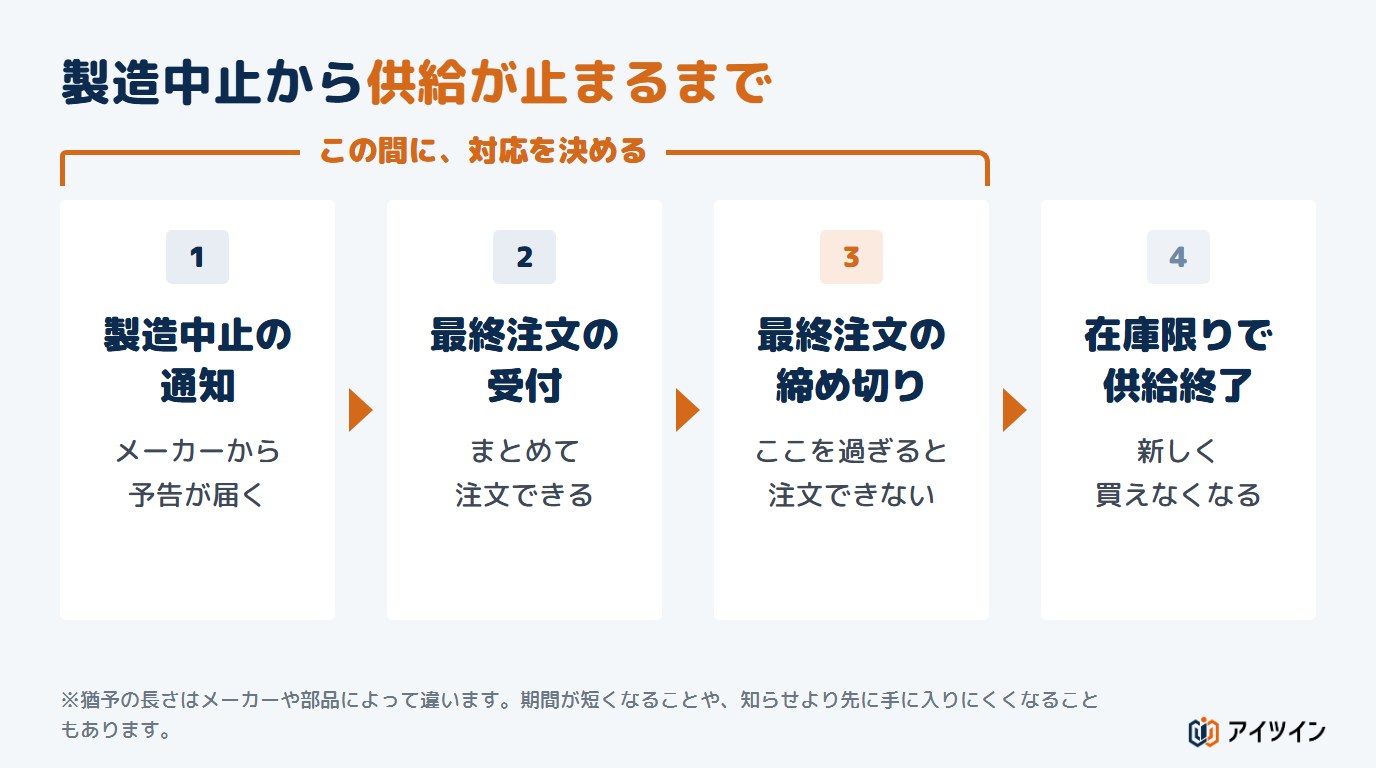 製造中止から供給が止まるまで
この間に、対応を決める
1
製造中止の
通知
メーカーから
予告が届く
2
最終注文の
受付
まとめて
注文できる
3
最終注文の
締め切り
ここを過ぎると
注文できない
4
在庫限りで
供給終了
新しく
買えなくなる
※猶予の長さはメーカーや部品によって違います。期間が短くなることや、知らせより先に手に入りにくくなること
もあります。
アイツイン